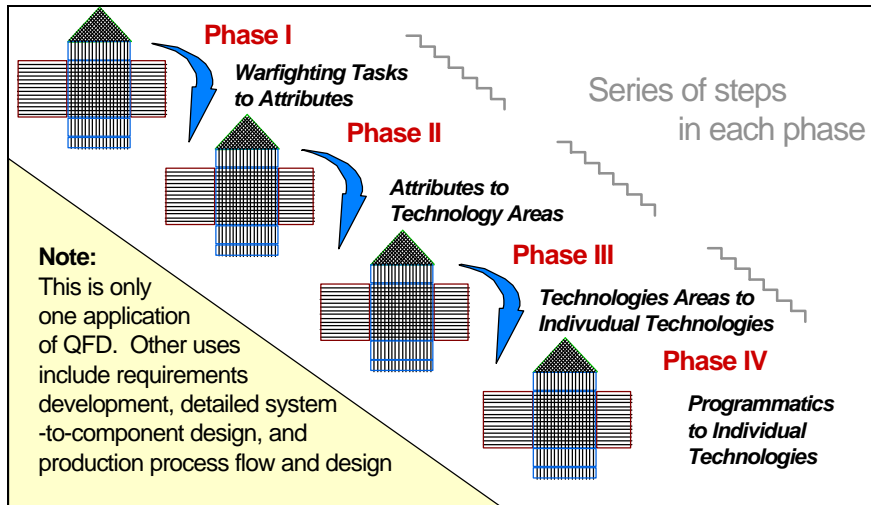 Phase I
Warfighting Tasks
to Attributes
Series of steps
in each phase
Phase II
Attributes to
Technology Areas
Phase III
Technologies Areas to
Indivudual Technologies
Phase IV
Programmatics
to Individual
Technologies
Note:
This is only
one application
of QFD.  Other uses
include requirements
development, detailed system
-to-component design, and
production process flow and design